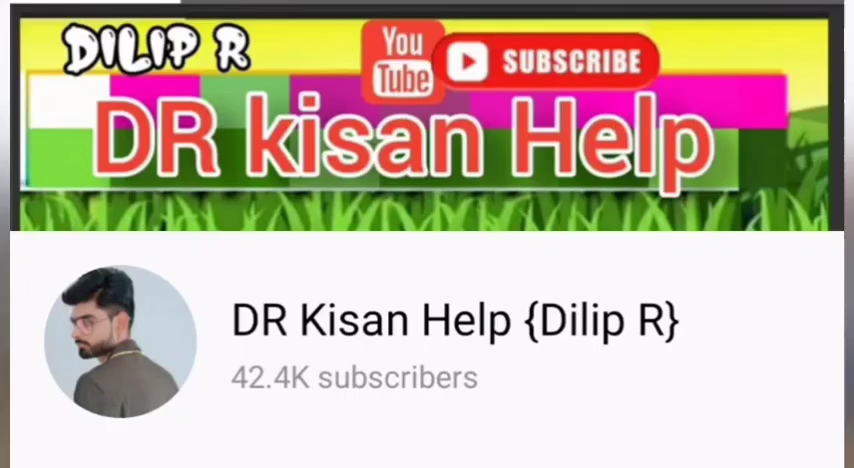 DILIP R
You
Tube
SUBSCRIBE
DR kisan Help
DR Kisan Help {Dilip R}
42.4K subscribers